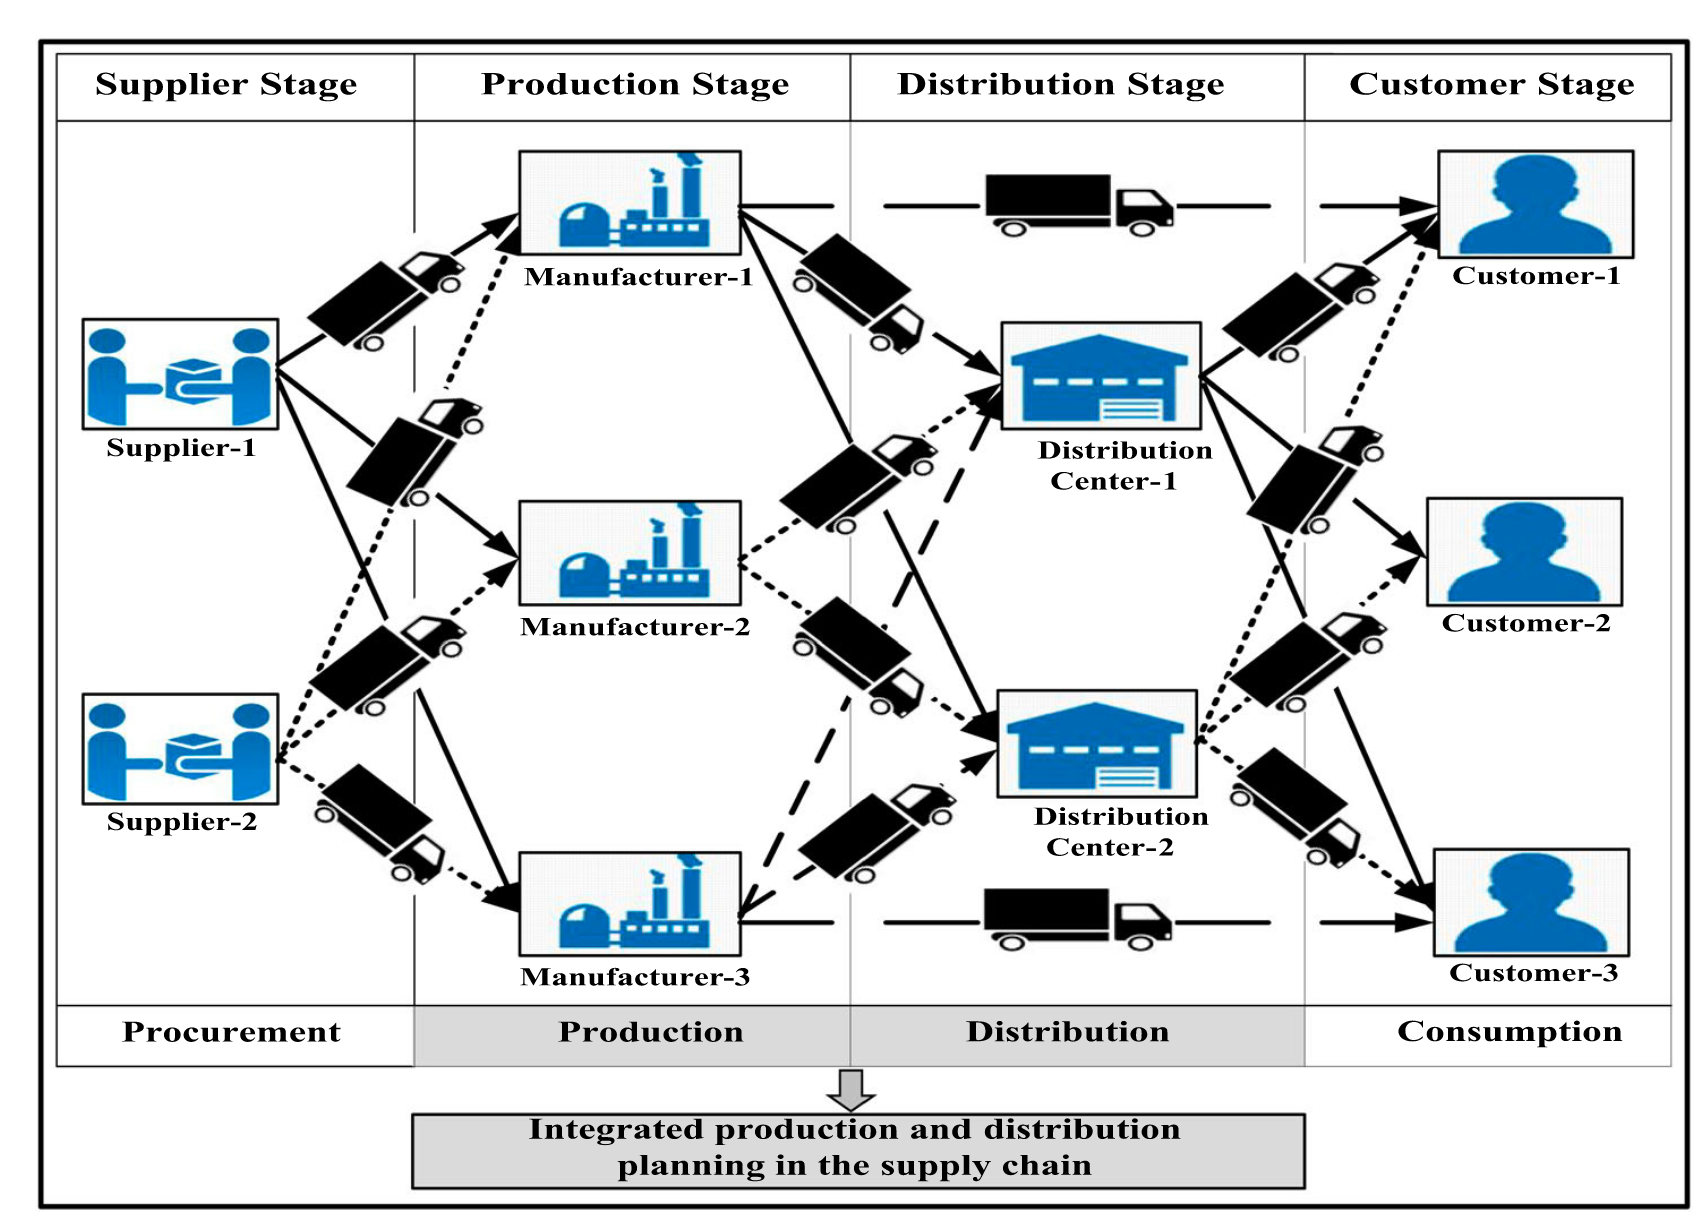 Supplier Stage
Production Stage
Distribution Stage
Customer Stage
Manufacturer-1
Customer-1
Supplier-1
Distribution
Center-1
Manufacturer-2
Customer-2
Supplier-2
Distribution
Center-2
Manufacturer-3
Customer-3
Procurement
Production
Distribution
Consumption
Integrated production and distribution
planning in the supply chain